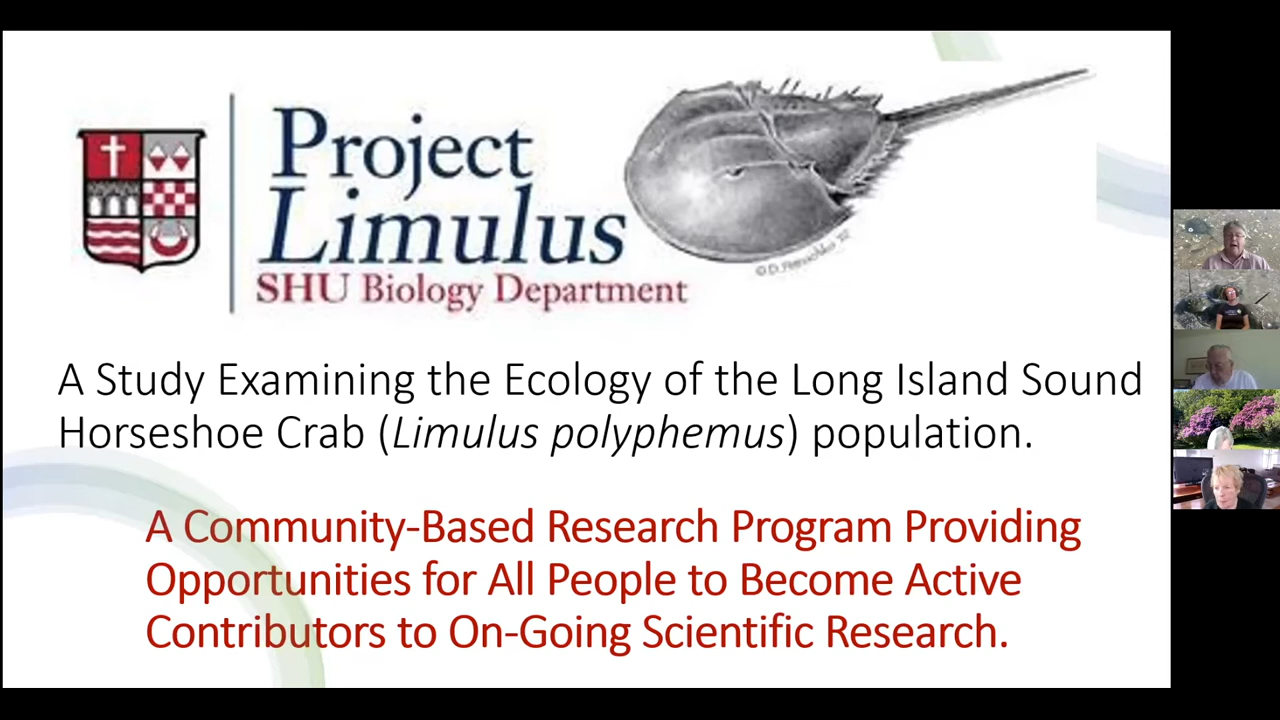 Project
Limulus
SHU Biology Department
A Study Examining the Ecology of the Long Island Sound
Horseshoe Crab (Limulus polyphemus) population.
A Community-Based Research Program Providing
Opportunities for All People to Become Active
Contributors to On-Going Scientific Research.